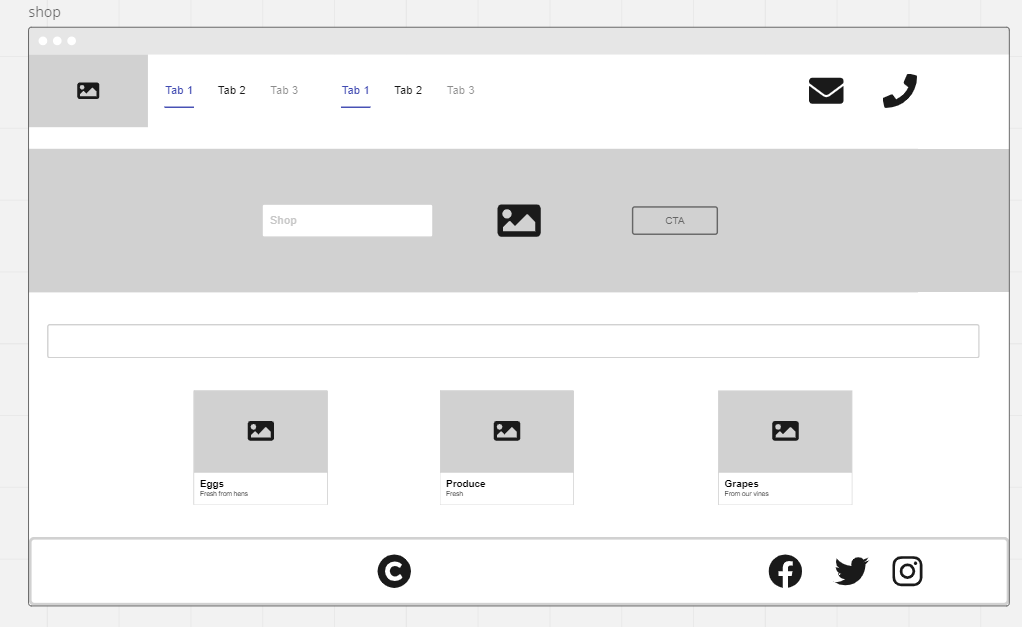 shop
Tab 1 Tab 2 Tab 3 Tab 1 Tab 2 Tab 3
Shop CTA
Eggs
Fresh from hens
Produce
Fresh
Grapes
From our vines